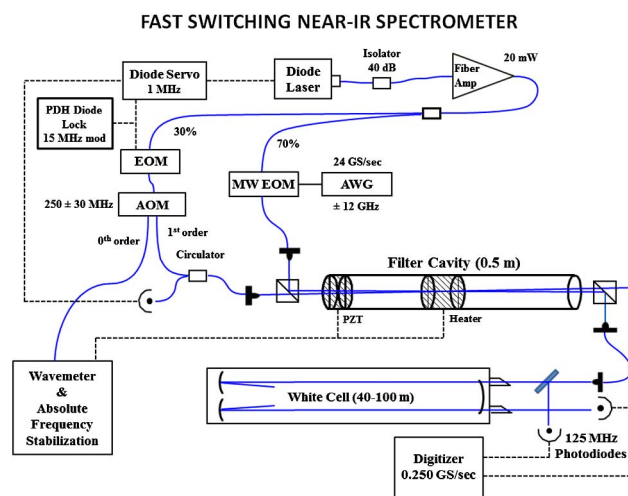 FAST SWITCHING NEAR-IR SPECTROMETER
Isolator
40 dB
20 mW
Diode Servo
1 MHz
Diode
Laser
Fiber
Amp
PDH Diode
Lock
15 MHz mod
30%
70%
EOM
24 GS/sec
MW EOM
AWG
± 12 GHz
250 ± 30 MHz
AOM
0th order
1st order
Circulator
Filter Cavity (0.5 m)
PZT
Heater
Wavemeter
&
Absolute
Frequency
Stabilization
White Cell (40-100 m)
125 MHz
Photodiodes
Digitizer
0.250 GS/sec